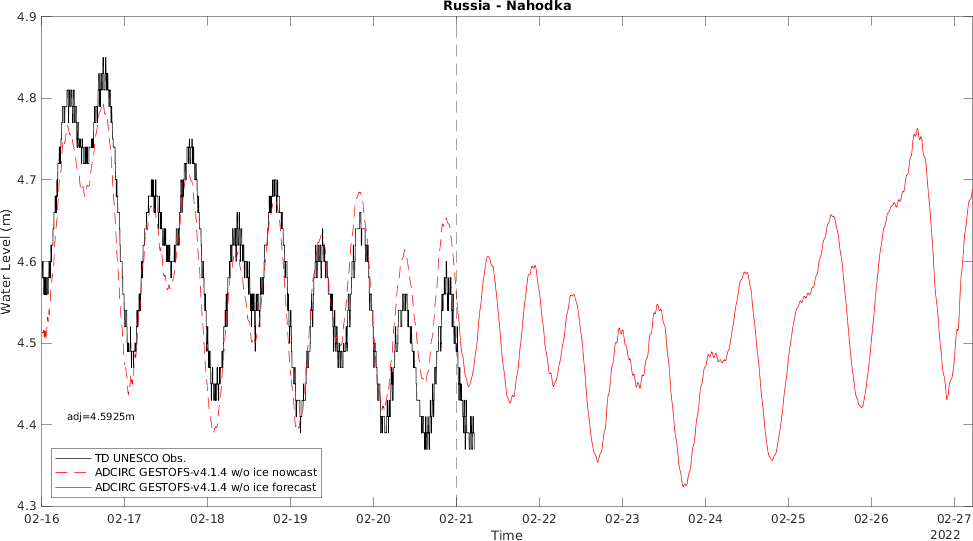 Russia - Nahodka
4.9
4.8
4.7
4.6
4.5
4.4
4.3
Water Level (m)
adj=4.5925m
TD UNESCO Obs.
ADCIRC GESTOFS-v4.1.4 w/o ice nowcast
ADCIRC GESTOFS-v4.1.4 w/o ice forecast
02-16 02-17 02-18 02-19 02-20 02-21 02-22 02-23 02-24 02-25 02-26 02-27
Time 2022